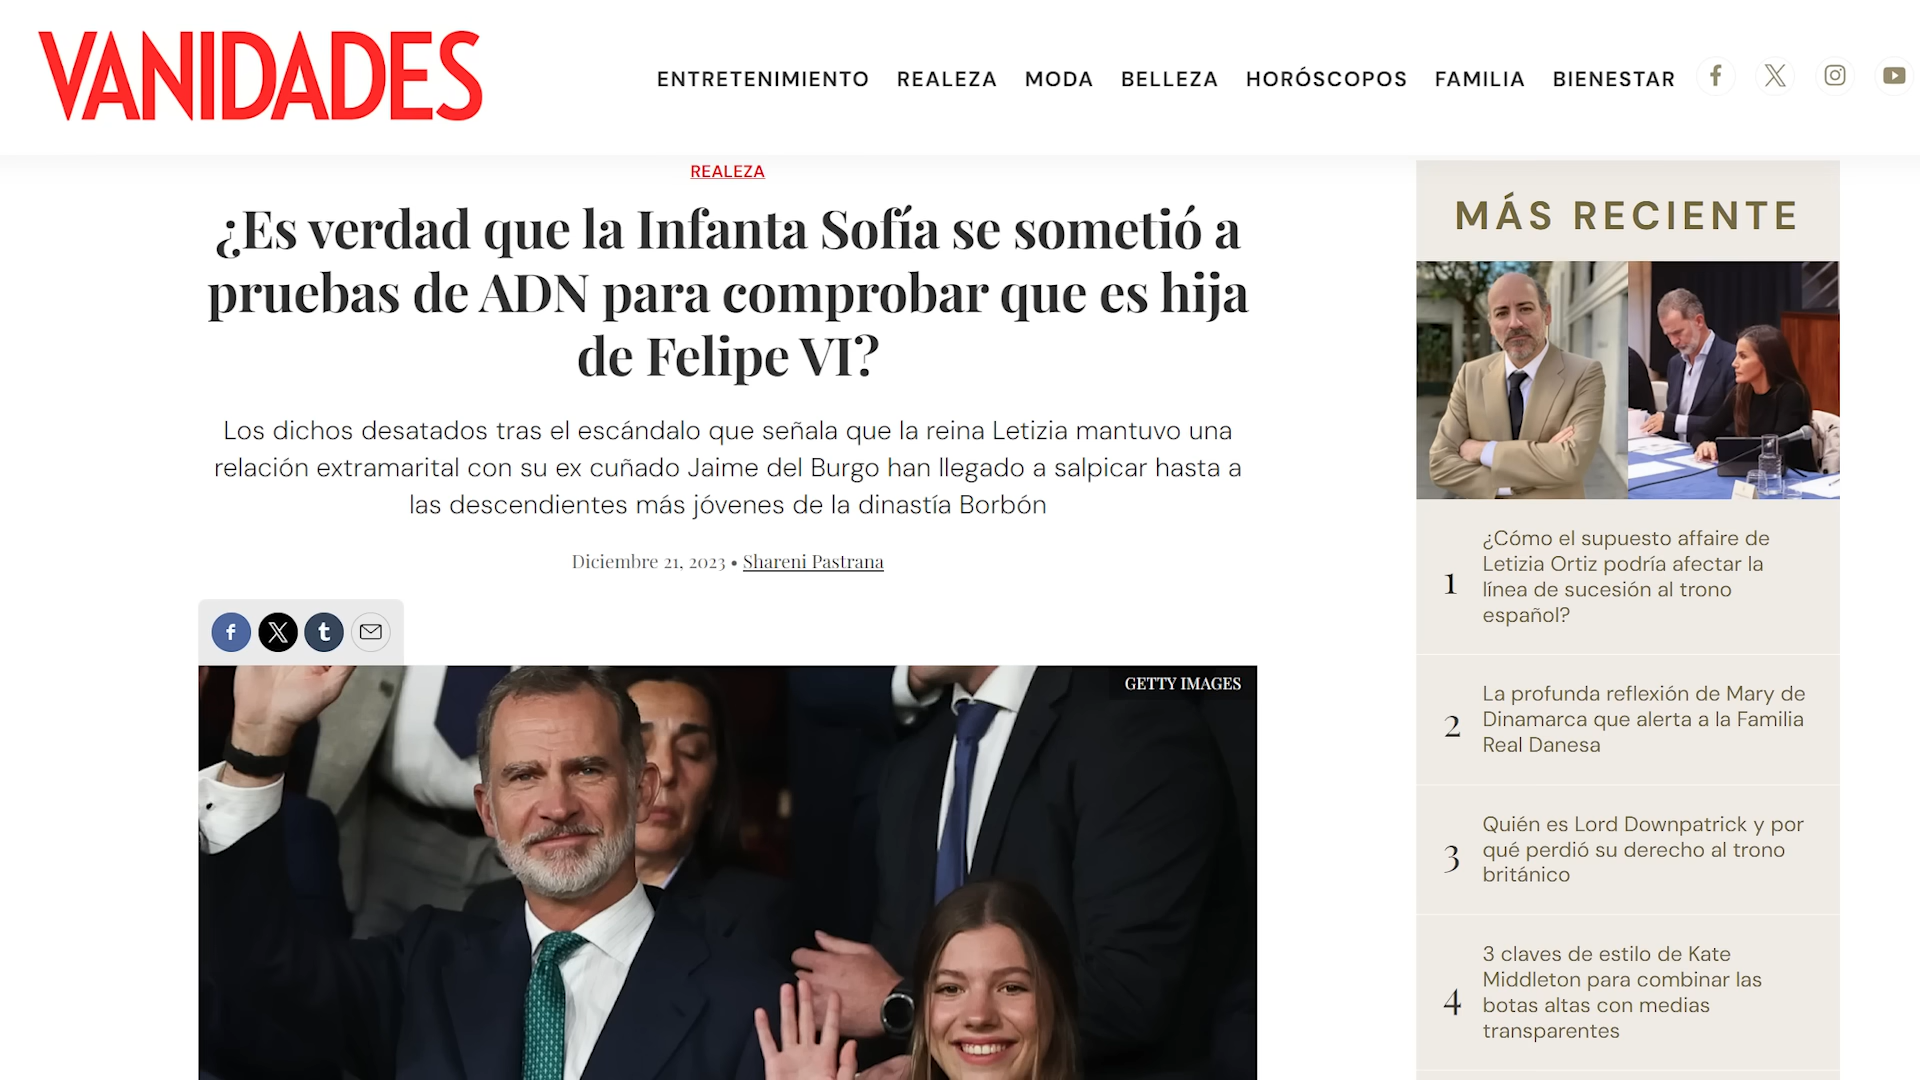 VANIDADES
ENTRETENIMIENTO REALEZA MODA BELLEZA HORÓSCOPOS FAMILIA BIENESTAR
REALEZA
¿Es verdad que la Infanta Sofía se sometió a
pruebas de ADN para comprobar que es hija
de Felipe VI?
Los dichos desatados tras el escándalo que señala que la reina Letizia mantuvo una
relación extramarital con su ex cuñado Jaime del Burgo han llegado a salpicar hasta a
las descendientes más jóvenes de la dinastía Borbón
Diciembre 21, 2023 • Shareni Pastrana
GETTY IMAGES
MÁS RECIENTE
1
¿Cómo el supuesto affaire de
Letizia Ortiz podría afectar la
línea de sucesión al trono
español?
2
La profunda reflexión de Mary de
Dinamarca que alerta a la Familia
Real Danesa
3
Quién es Lord Downpatrick y por
qué perdió su derecho al trono
británico
4
3 claves de estilo de Kate
Middleton para combinar las
botas altas con medias
transparentes